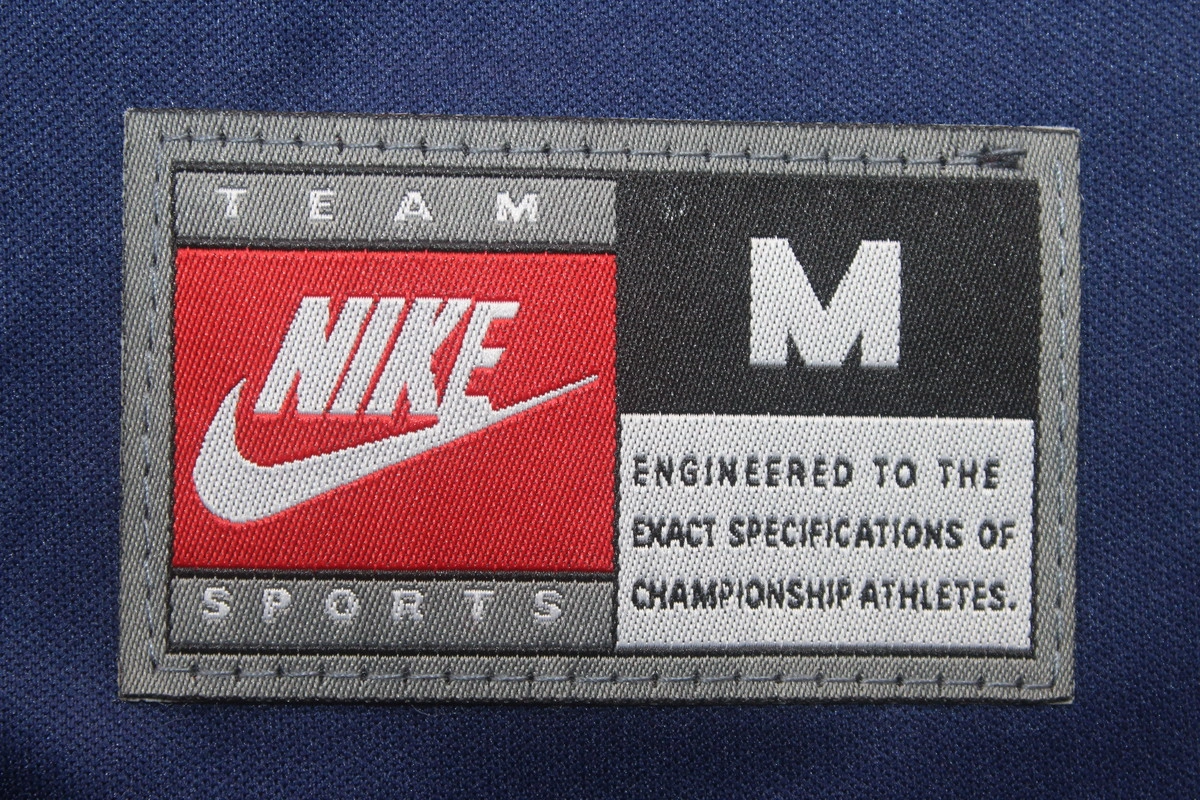 TEAM
NIKE
SPORTS
M
ENGINEERED TO THE
EXACT SPECIFICATIONS OF
CHAMPIONSHIP ATHLETES.